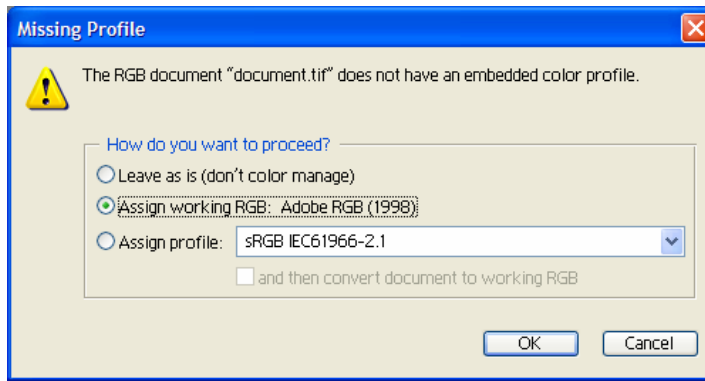 Missing Profile
The RGB document "document.tif" does not have an embedded color profile.
How do you want to proceed?
Leave as is (don't color manage)
Assign working RGB: Adobe RGB (1998)
Assign profile: sRGB IEC61966-2.1
and then convert document to working RGB
OK Cancel